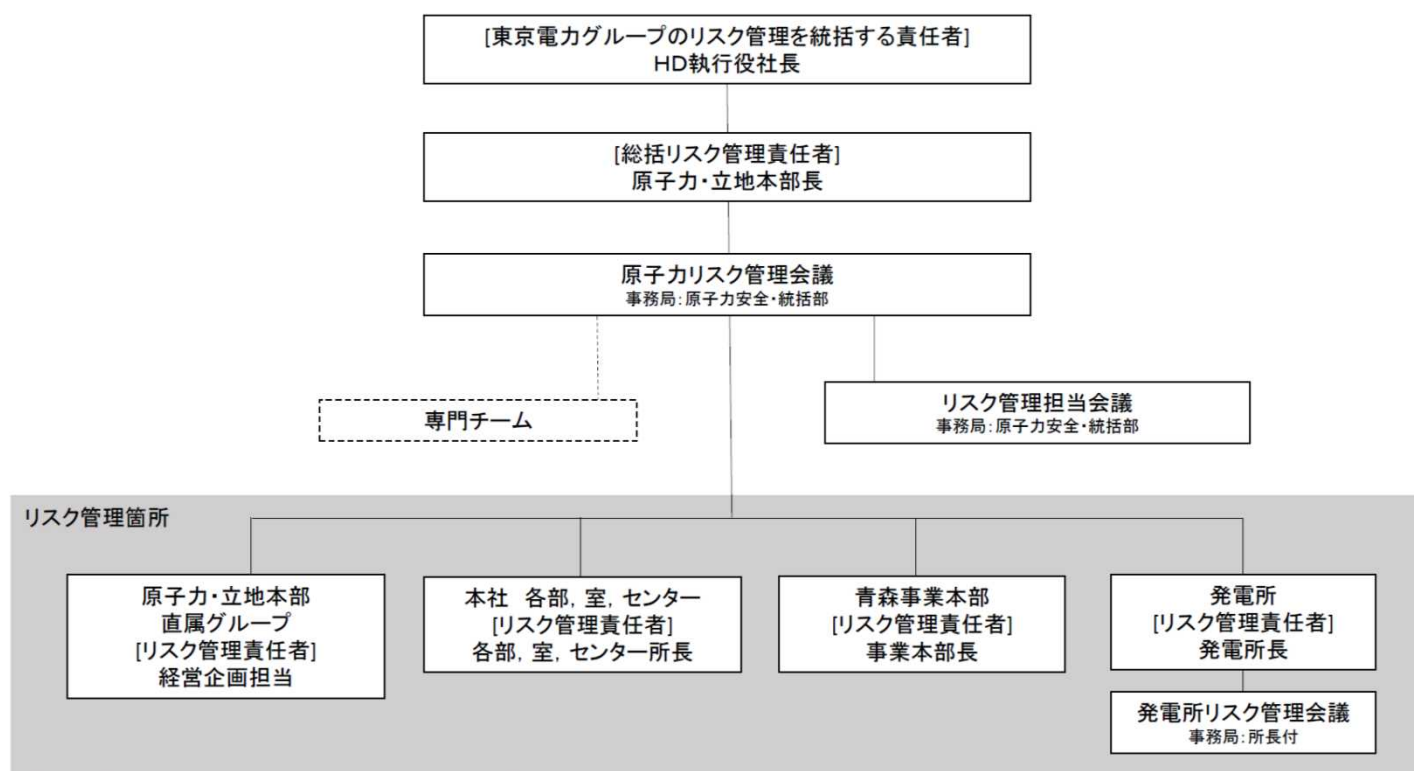 [東京電力グループのリスク管理を統括する責任者]
HD執行役社長
[総括リスク管理責任者]
原子力・立地本部長
原子力リスク管理会議
事務局：原子力安全・統括部
専門チーム
リスク管理担当会議
事務局：原子力安全・統括部
リスク管理箇所
原子力・立地本部
直属グループ
[リスク管理責任者]
経営企画担当
本社　各部，室，センター
[リスク管理責任者]
各部，室，センター所長
青森事業本部
[リスク管理責任者]
事業本部長
発電所
[リスク管理責任者]
発電所長
発電所リスク管理会議
事務局：所長付